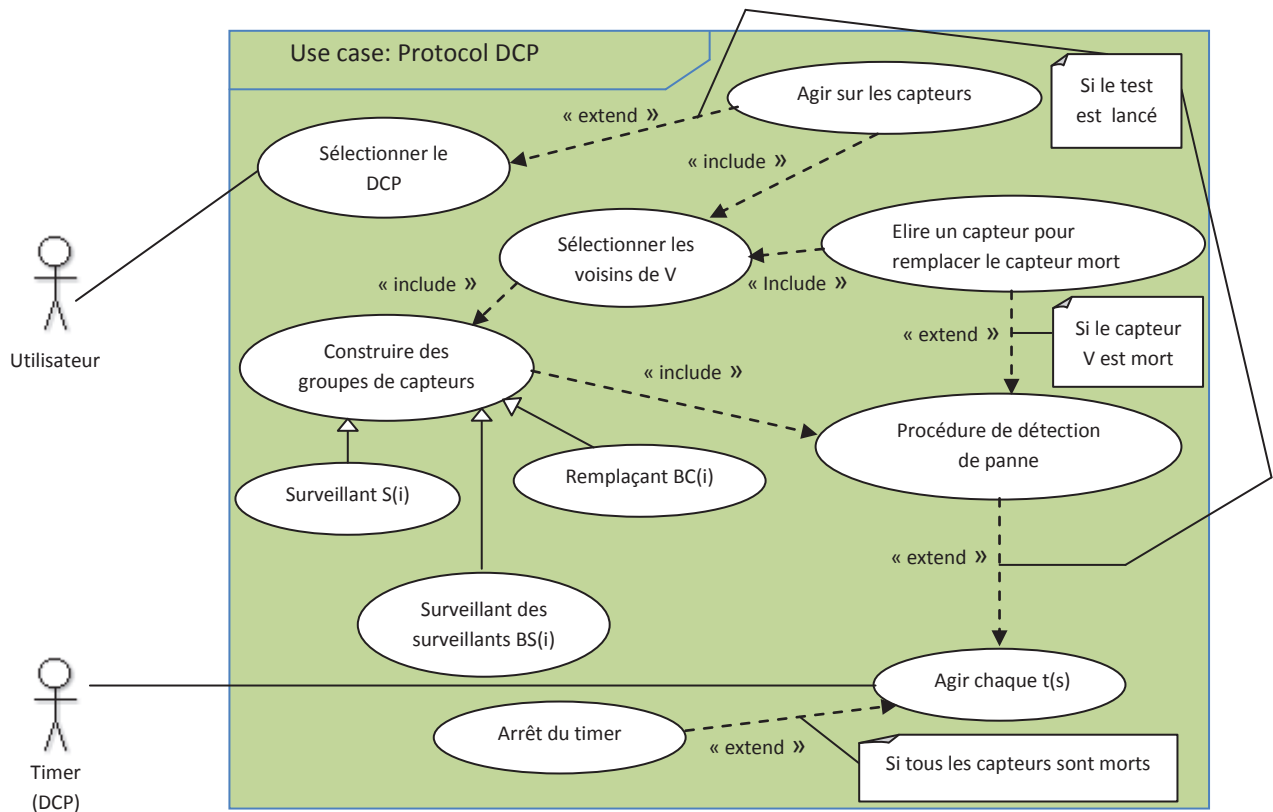 Use case: Protocol DCP
Agir sur les capteurs
Si le test
est lancé
« extend »
Sélectionner le
DCP
« include »
Sélectionner les
voisins de V
Elire un capteur pour
remplacer le capteur mort
« include »
« Include »
Utilisateur
Construire des
groupes de capteurs
« extend »
Si le capteur
V est mort
« include »
Procédure de détection
de panne
Surveillant S(i)
Remplaçant BC(i)
« extend »
Surveillant des
surveillants BS(i)
Agir chaque t(s)
Arrêt du timer
« extend »
Si tous les capteurs sont morts
Timer
(DCP)